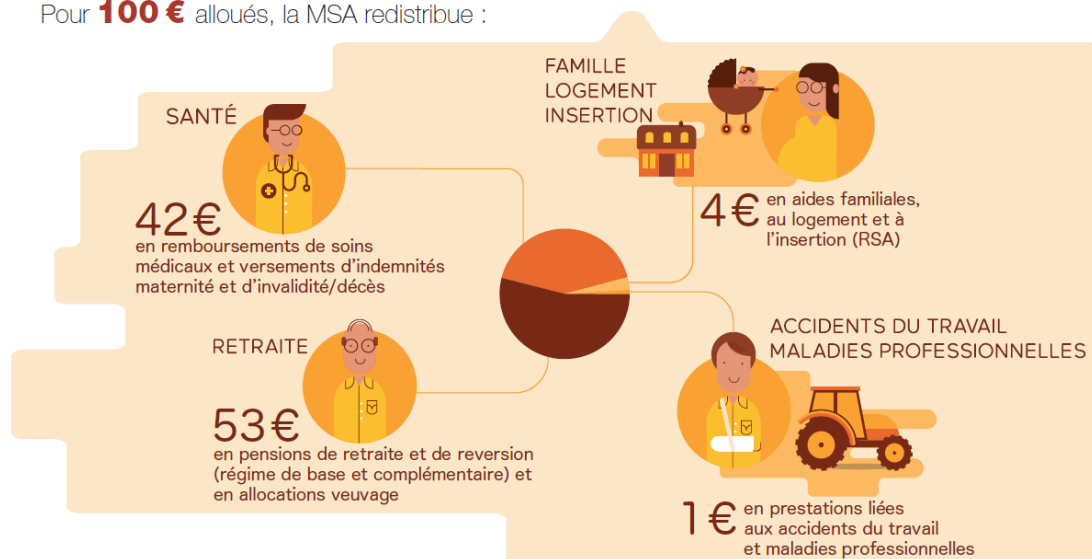 Pour 100 € alloués, la MSA redistribue :
SANTÉ
42€
en remboursements de soins
médicaux et versements d'indemnités
maternité et d'invalidité/décès
FAMILLE
LOGEMENT
INSERTION
4€ en aides familiales,
au logement et à
l'insertion (RSA)
RETRAITE
53€
en pensions de retraite et de reversion
(régime de base et complémentaire) et
en allocations veuvage
ACCIDENTS DU TRAVAIL
MALADIES PROFESSIONNELLES
1€ en prestations liées
aux accidents du travail
et maladies professionnelles